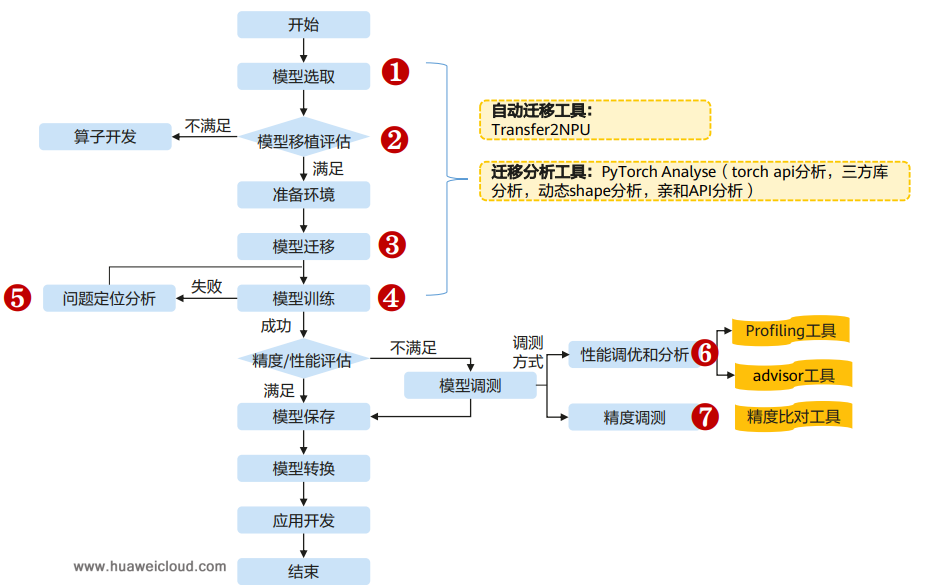 开始
模型选取
❶
自动迁移工具：
Transfer2NPU
算子开发
不满足
模型移植评估
❷
满足
迁移分析工具：PyTorch Analyse（torch api分析，三方库
分析，动态shape分析，亲和API分析）
准备环境
模型迁移
❸
❺
问题定位分析
失败
模型训练
❹
成功
精度/性能评估
不满足
调测
方式
性能调优和分析
❻
Profiling工具
advisor工具
满足
模型调测
模型保存
精度调测
❼
精度比对工具
模型转换
应用开发
www.huaweicloud.com
结束